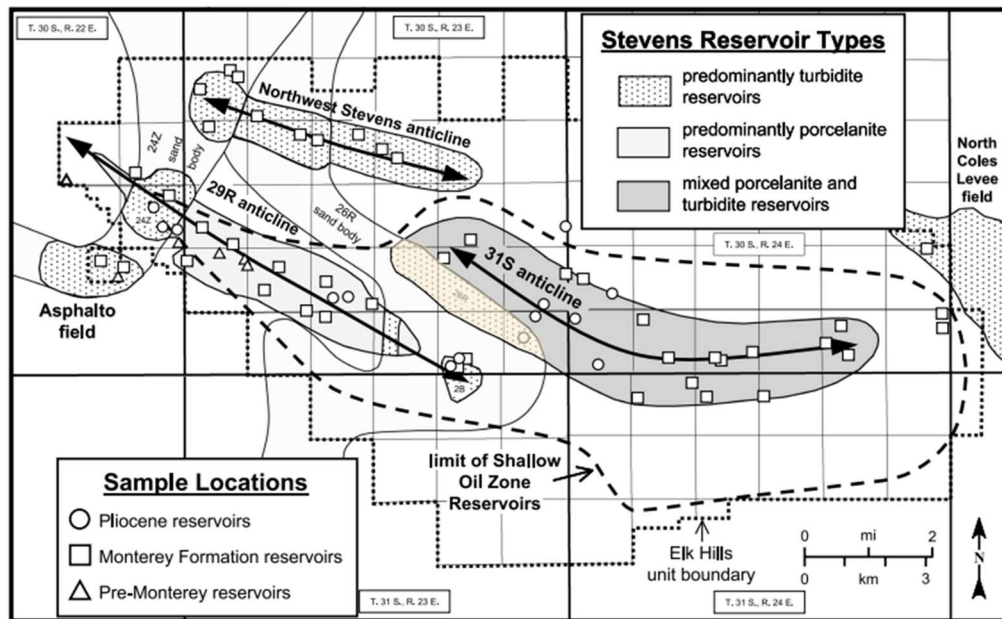 T. 30 S., R. 22 E.
T. 30 S., R. 23 E.
Stevens Reservoir Types
predominantly turbidite
reservoirs
predominantly porcelanite
reservoirs
mixed porcelanite and
turbidite reservoirs
North
Coles
Levee
field
Northwest Stevens anticline
24Z
sand
body
29R anticline
26R
sand body
24Z
T. 30 S., R. 24 E.
31S anticline
26R
Asphalto
field
2B
limit of Shallow
Oil Zone
Reservoirs
Elk Hills
unit boundary
Sample Locations
Pliocene reservoirs
Monterey Formation reservoirs
Pre-Monterey reservoirs
0 mi 2
0 km 3
N
T. 31 S., R. 23 E.
T. 31 S., R. 24 E.